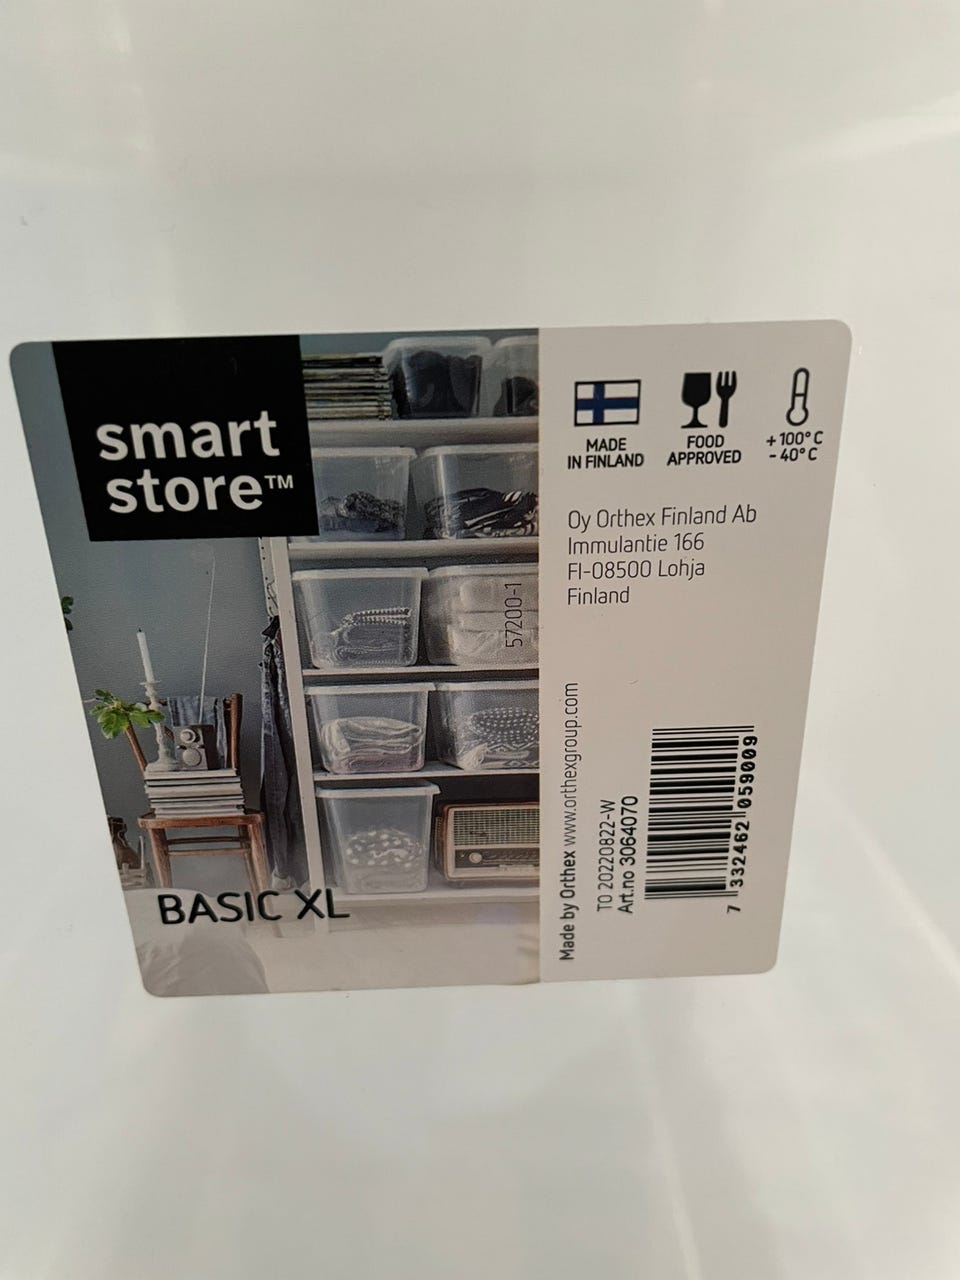 smart
store™
BASIC XL
57200-1
MADE
IN FINLAND
FOOD
APPROVED
+100°C
-40°C
Oy Orthex Finland Ab
Immulantie 166
FI-08500 Lohja
Finland
Made by Orthex www.orthexgroup.com
TO 20220822-W
Art.no 3064070
7 332462 059009